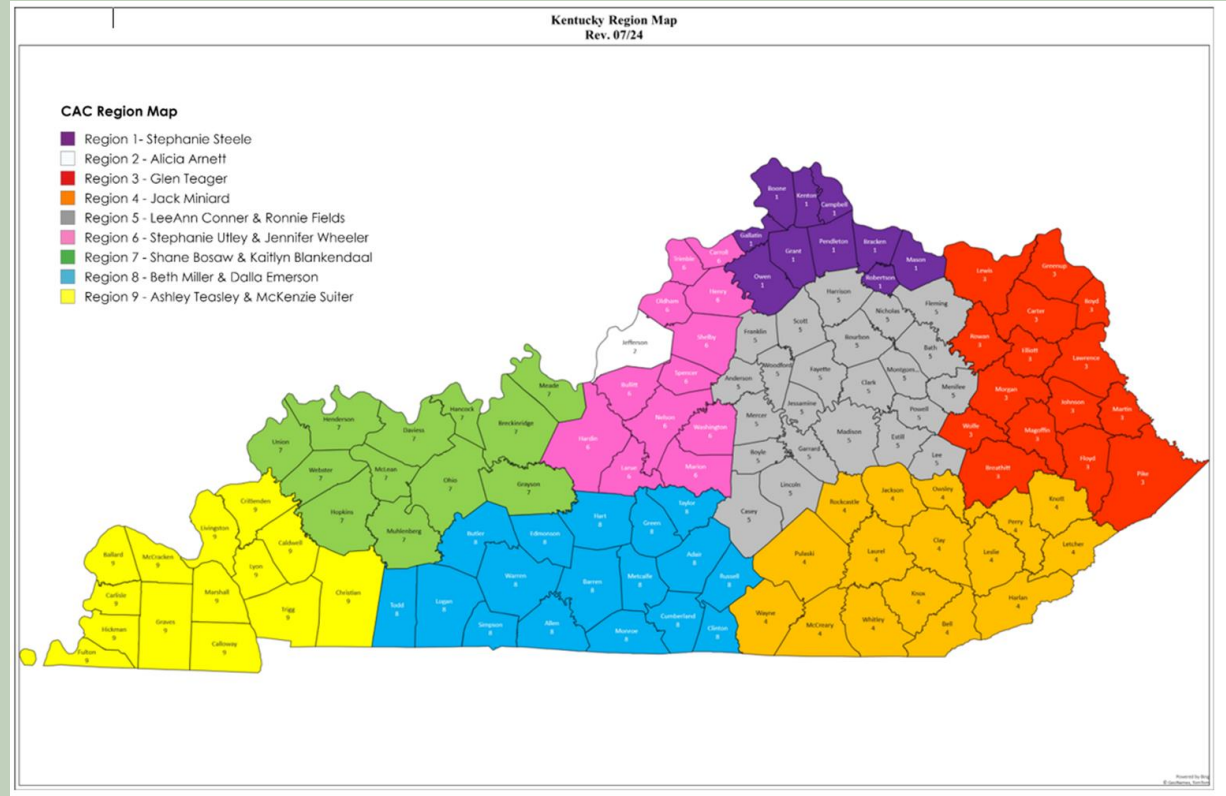 Kentucky Region Map
Rev. 07/24
CAC Region Map
Region 1- Stephanie Steele
Region 2 - Alicia Arnett
Region 3 - Glen Teager
Region 4 - Jack Miniard
Region 5 - LeeAnn Conner & Ronnie Fields
Region 6 - Stephanie Utley & Jennifer Wheeler
Region 7 - Shane Bosaw & Kaitlyn Blankendaal
Region 8 - Beth Miller & Dalla Emerson
Region 9 - Ashley Teasley & McKenzie Suiter
Boone
1
Kenton
1
Campbell
1
Gallatin
1
Grant
1
Pendleton
1
Bracken
1
Mason
1
Robertson
1
Owen
1
Trimble
6
Carroll
6
Henry
6
Oldham
6
Shelby
6
Jefferson
2
Spencer
6
Bullitt
6
Nelson
6
Washington
6
Hardin
6
Larue
6
Marion
6
Harrison
5
Nicholas
5
Fleming
5
Scott
5
Franklin
5
Bourbon
5
Bath
5
Woodford
5
Fayette
5
Montgom...
5
Anderson
5
Clark
5
Menifee
5
Jessamine
5
Powell
5
Mercer
5
Madison
5
Estill
5
Boyle
5
Garrard
5
Lee
5
Lincoln
5
Casey
5
Lewis
3
Greenup
3
Boyd
3
Carter
3
Rowan
3
Elliott
3
Lawrence
3
Morgan
3
Johnson
3
Martin
3
Wolfe
3
Magoffin
3
Floyd
3
Breathitt
3
Pike
3
Rockcastle
4
Jackson
4
Owsley
4
Knott
4
Perry
4
Letcher
4
Pulaski
4
Laurel
4
Clay
4
Leslie
4
Knox
4
Harlan
4
Wayne
4
McCreary
4
Whitley
4
Bell
4
Meade
7
Hancock
7
Breckinridge
7
Henderson
7
Daviess
7
Union
7
Webster
7
McLean
7
Ohio
7
Grayson
7
Hopkins
7
Muhlenberg
7
Taylor
8
Hart
8
Green
8
Butler
8
Edmonson
8
Adair
8
Warren
8
Barren
8
Metcalfe
8
Russell
8
Todd
8
Logan
8
Simpson
8
Allen
8
Monroe
8
Cumberland
8
Clinton
8
Crittenden
9
Livingston
9
Caldwell
9
Ballard
9
McCracken
9
Lyon
9
Carlisle
9
Marshall
9
Christian
9
Trigg
9
Graves
9
Hickman
9
Calloway
9
Fulton
9
Powered by Bing
© GeoNames, TomTom